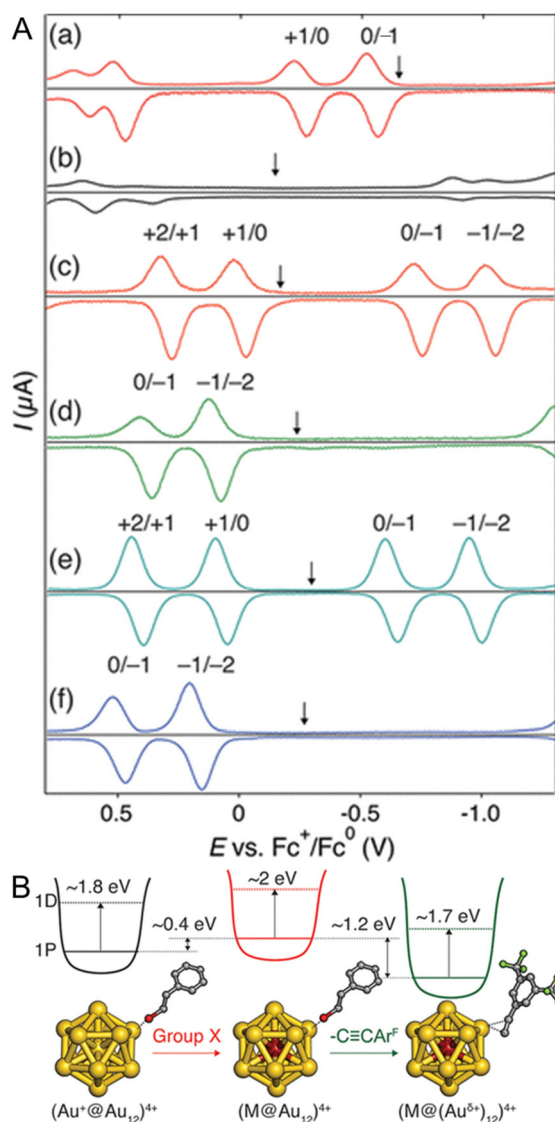 A
(a) +1/0 0/–1
(b)
+2/+1 +1/0 0/–1 –1/–2
(c)
0/–1 –1/–2
(d)
+2/+1 +1/0 0/–1 –1/–2
(e)
0/–1 –1/–2
(f)
I (μA)
0.5 0 -0.5 -1.0
E vs. Fc⁺/Fc⁰ (V)
B
1D ~1.8 eV ~2 eV
~0.4 eV ~1.2 eV ~1.7 eV
1P
Group X -C≡CArᶠ
(Au⁺@Au₁₂)⁴⁺ (M@Au₁₂)⁴⁺ (M@(Auᵟ⁺)₁₂)⁴⁺